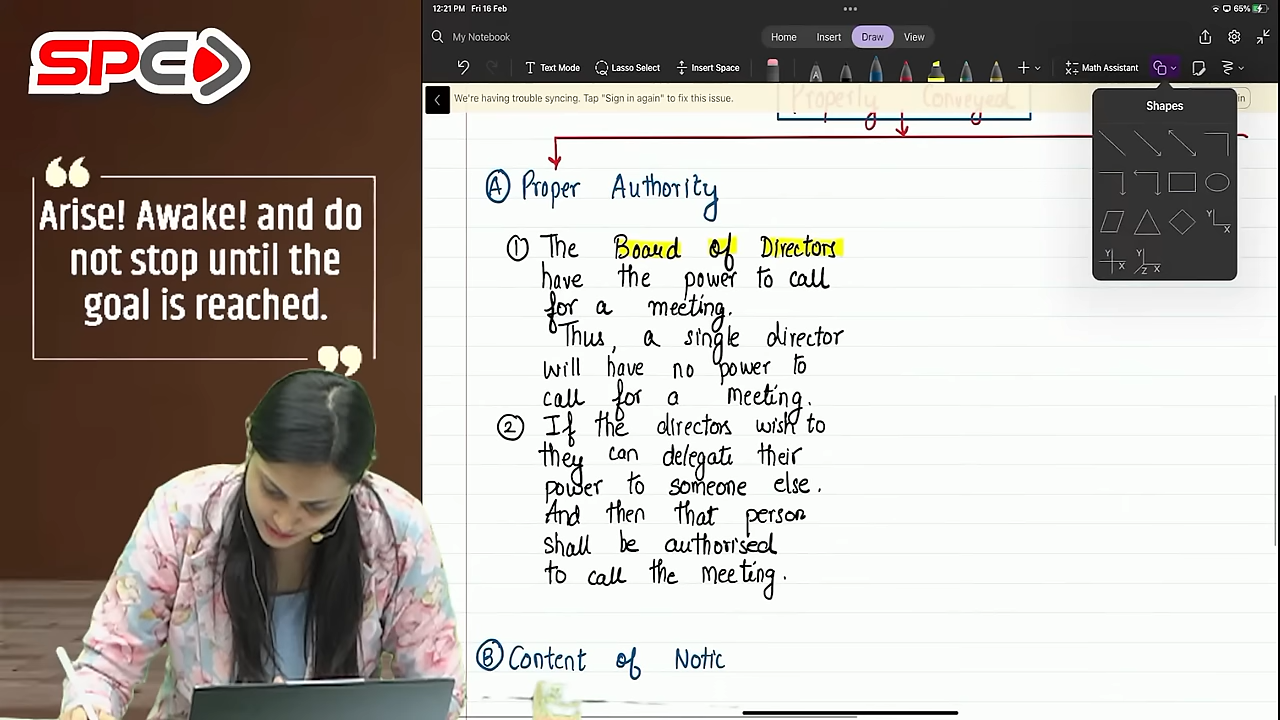 SPE
“
Arise! Awake! and do
not stop until the
goal is reached.
”
12:21 PM Fri 16 Feb
65%
My Notebook
Home Insert Draw View
Text Mode Lasso Select Insert Space Math Assistant
We're having trouble syncing. Tap "Sign in again" to fix this issue.
Shapes
Properly Conveyed
Ⓐ Proper Authority
① The Board of Directors
have the power to call
for a meeting.
Thus, a single director
will have no power to
call for a meeting.
② If the directors wish to
they can delegate their
power to someone else.
And then that person
shall be authorised
to call the meeting.
Ⓑ Content of Notic